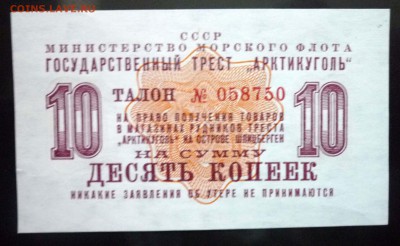 COINS.LAVE.RU
СССР
МИНИСТЕРСТВО МОРСКОГО ФЛОТА
ГОСУДАРСТВЕННЫЙ ТРЕСТ „АРКТИКУГОЛЬ"
10 ТАЛОН № 058750 10
НА ПРАВО ПОЛУЧЕНИЯ ТОВАРОВ
В МАГАЗИНАХ РУДНИКОВ ТРЕСТА
„АРКТИКУГОЛЬ" НА ОСТРОВЕ ШПИЦБЕРГЕН
НА СУММУ
ДЕСЯТЬ КОПЕЕК
НИКАКИЕ ЗАЯВЛЕНИЯ ОБ УТЕРЕ НЕ ПРИНИМАЮТСЯ